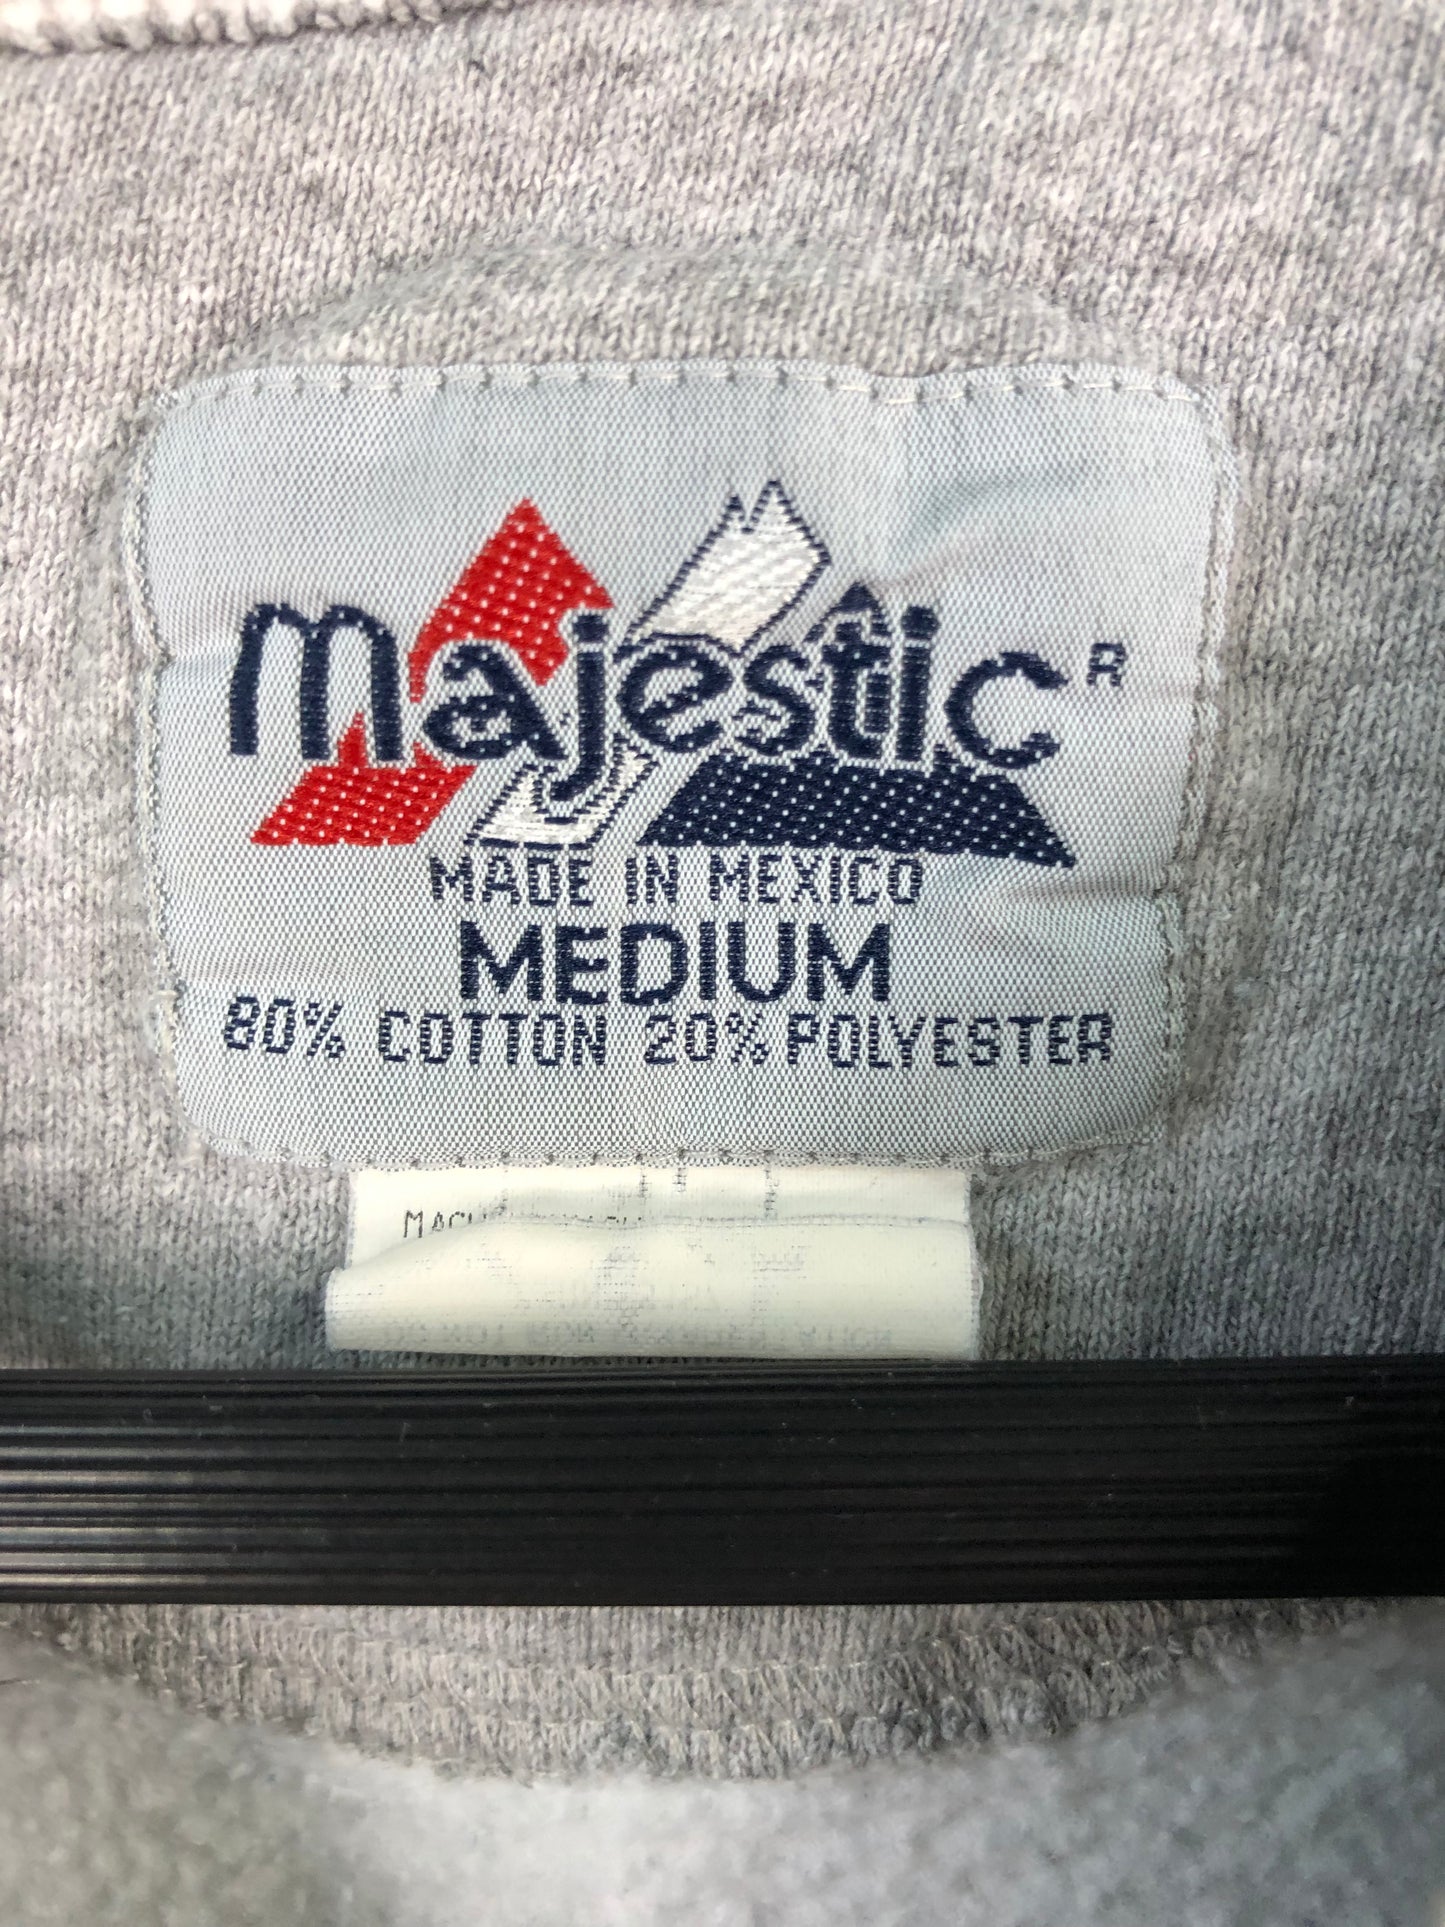 majestic R
MADE IN MEXICO
MEDIUM
80% COTTON 20% POLYESTER